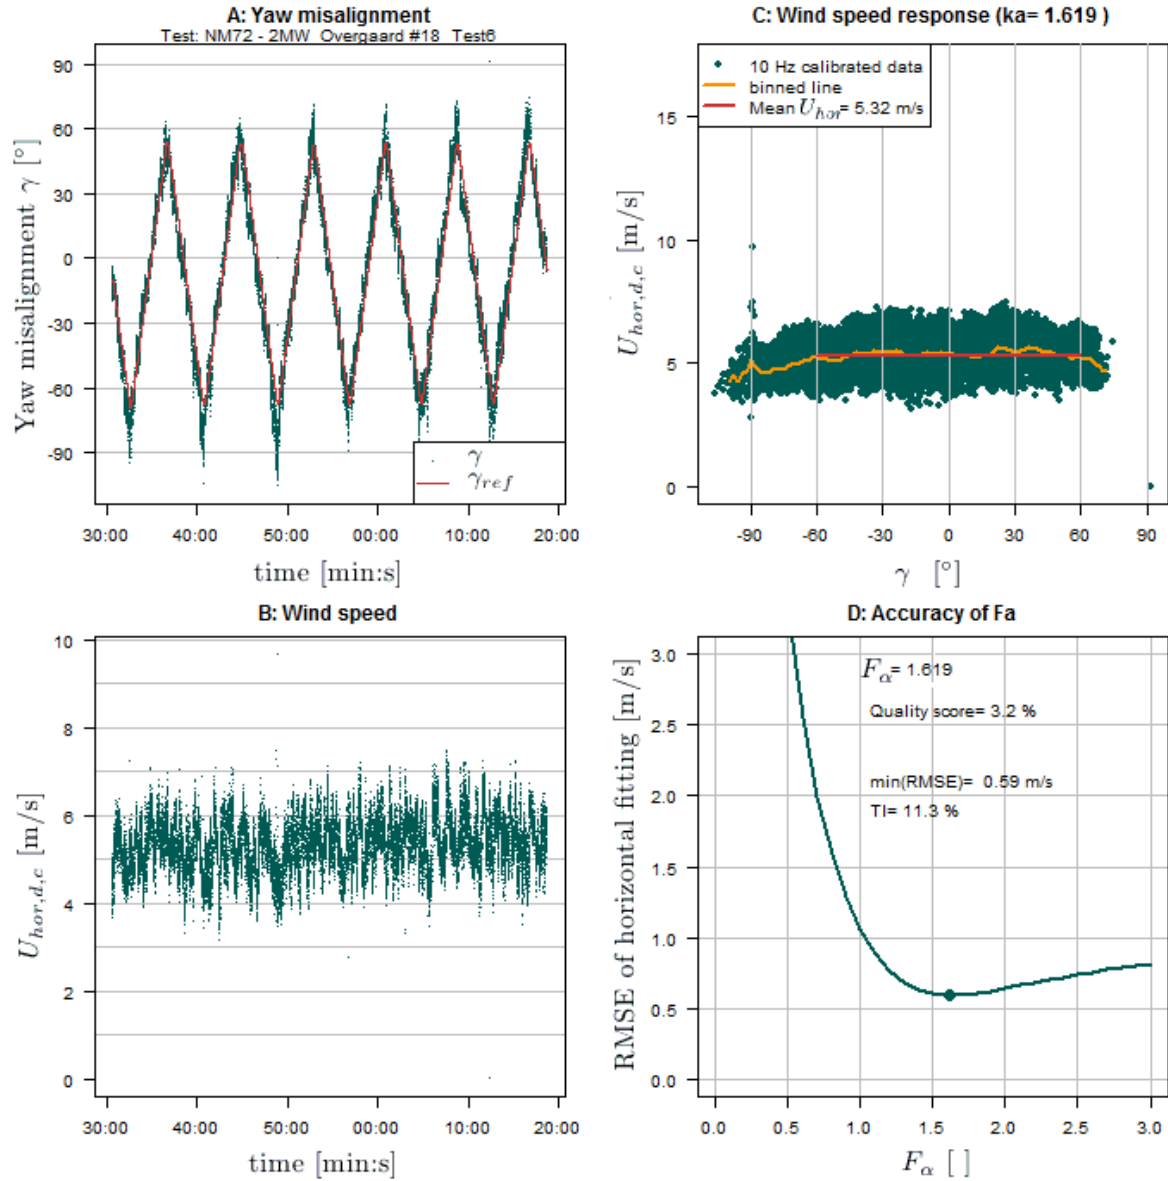 A: Yaw misalignment
Test: NM72 - 2MW Overgaard #18 Test6
Yaw misalignment γ [°]
90
60
30
0
-30
-60
-90
γ
γref
30:00 40:00 50:00 00:00 10:00 20:00
time [min:s]
C: Wind speed response (ka= 1.619 )
10 Hz calibrated data
binned line
Mean Uhor= 5.32 m/s
Uhor,d,c [m/s]
15
10
5
0
-90 -60 -30 0 30 60 90
γ [°]
B: Wind speed
Uhor,d,c [m/s]
10
8
6
4
2
0
30:00 40:00 50:00 00:00 10:00 20:00
time [min:s]
D: Accuracy of Fa
RMSE of horizontal fitting [m/s]
3.0
2.5
2.0
1.5
1.0
0.5
0.0
Fα= 1.619
Quality score= 3.2 %
min(RMSE)= 0.59 m/s
TI= 11.3 %
0.0 0.5 1.0 1.5 2.0 2.5 3.0
Fα [ ]